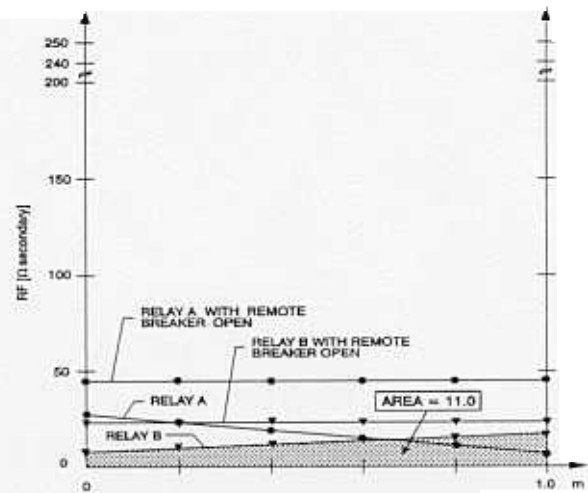 250
240
200
150
100
50
0
RF [Ω secondary]
RELAY A WITH REMOTE
BREAKER OPEN
RELAY B WITH REMOTE
BREAKER OPEN
RELAY A
AREA = 11.0
RELAY B
0
1.0
m